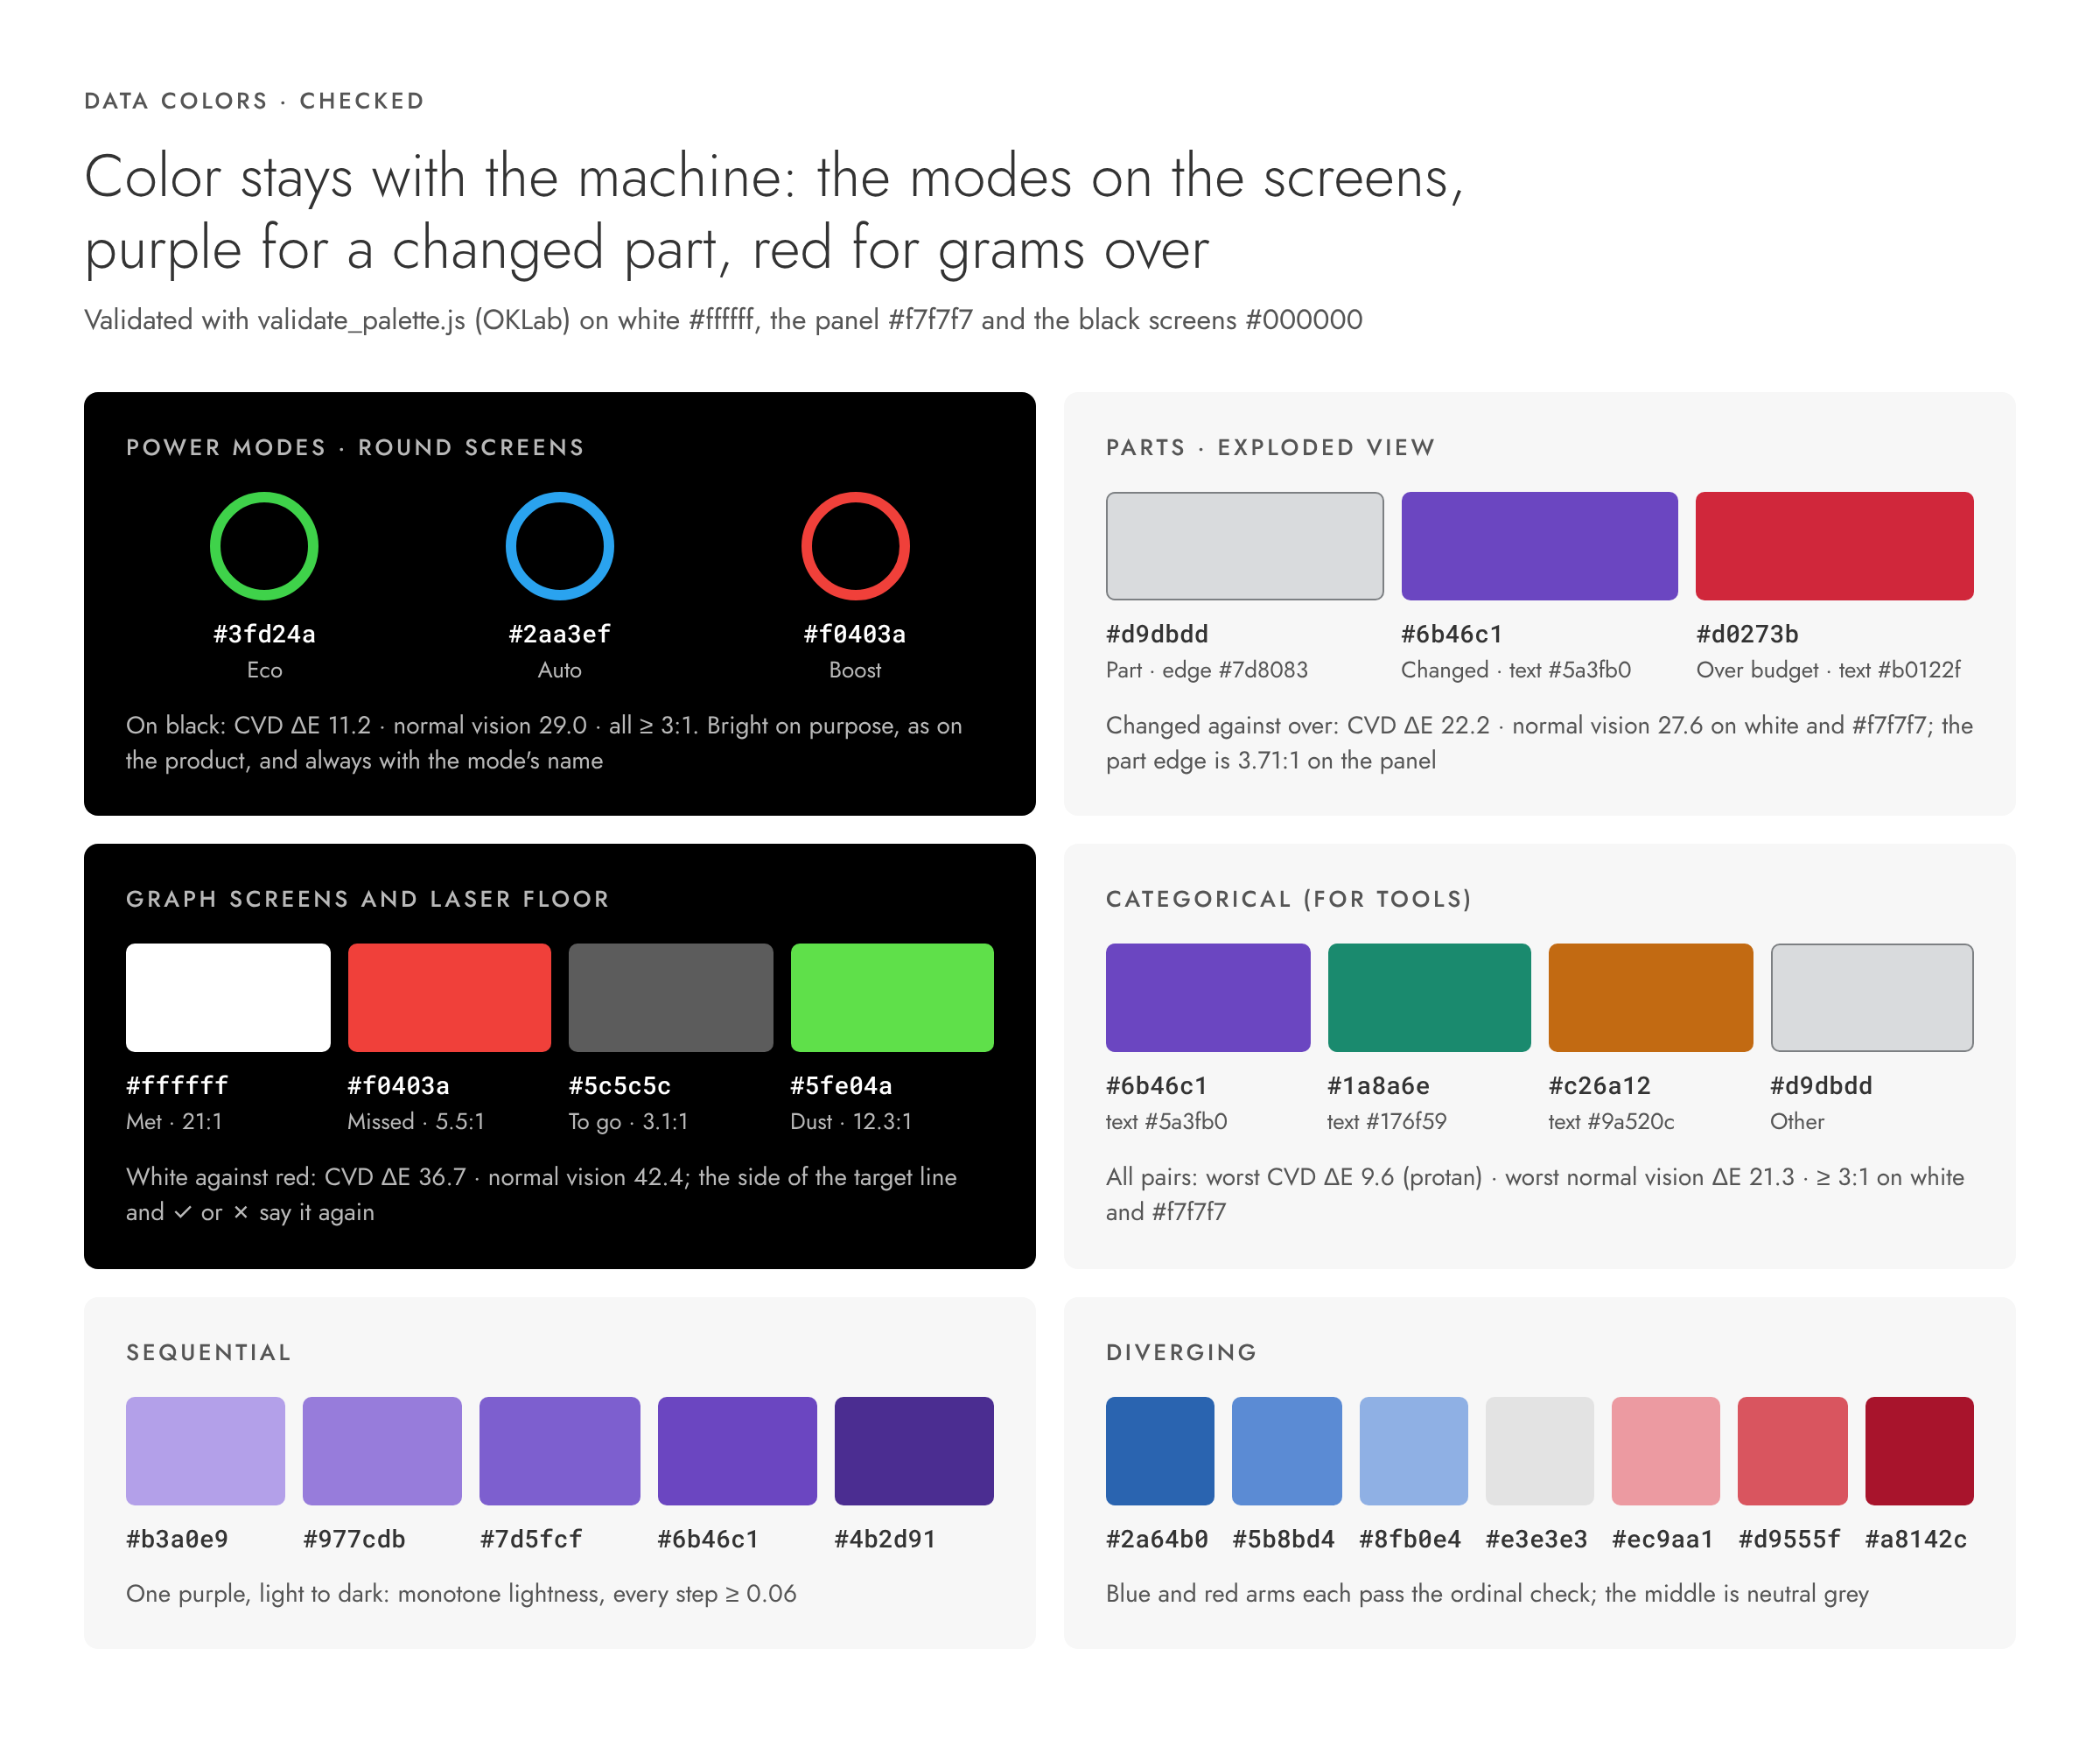 DATA COLORS · CHECKED
Color stays with the machine: the modes on the screens,
purple for a changed part, red for grams over
Validated with validate_palette.js (OKLab) on white #ffffff, the panel #f7f7f7 and the black screens #000000
POWER MODES · ROUND SCREENS
#3fd24a #2aa3ef #f0403a
Eco Auto Boost
On black: CVD ΔE 11.2 · normal vision 29.0 · all ≥ 3:1. Bright on purpose, as on
the product, and always with the mode's name
PARTS · EXPLODED VIEW
#d9dbdd #6b46c1 #d0273b
Part · edge #7d8083 Changed · text #5a3fb0 Over budget · text #b0122f
Changed against over: CVD ΔE 22.2 · normal vision 27.6 on white and #f7f7f7; the
part edge is 3.71:1 on the panel
GRAPH SCREENS AND LASER FLOOR
#ffffff #f0403a #5c5c5c #5fe04a
Met · 21:1 Missed · 5.5:1 To go · 3.1:1 Dust · 12.3:1
White against red: CVD ΔE 36.7 · normal vision 42.4; the side of the target line
and ✓ or ✕ say it again
CATEGORICAL (FOR TOOLS)
#6b46c1 #1a8a6e #c26a12 #d9dbdd
text #5a3fb0 text #176f59 text #9a520c Other
All pairs: worst CVD ΔE 9.6 (protan) · worst normal vision ΔE 21.3 · ≥ 3:1 on white
and #f7f7f7
SEQUENTIAL
#b3a0e9 #977cdb #7d5fcf #6b46c1 #4b2d91
One purple, light to dark: monotone lightness, every step ≥ 0.06
DIVERGING
#2a64b0 #5b8bd4 #8fb0e4 #e3e3e3 #ec9aa1 #d9555f #a8142c
Blue and red arms each pass the ordinal check; the middle is neutral grey